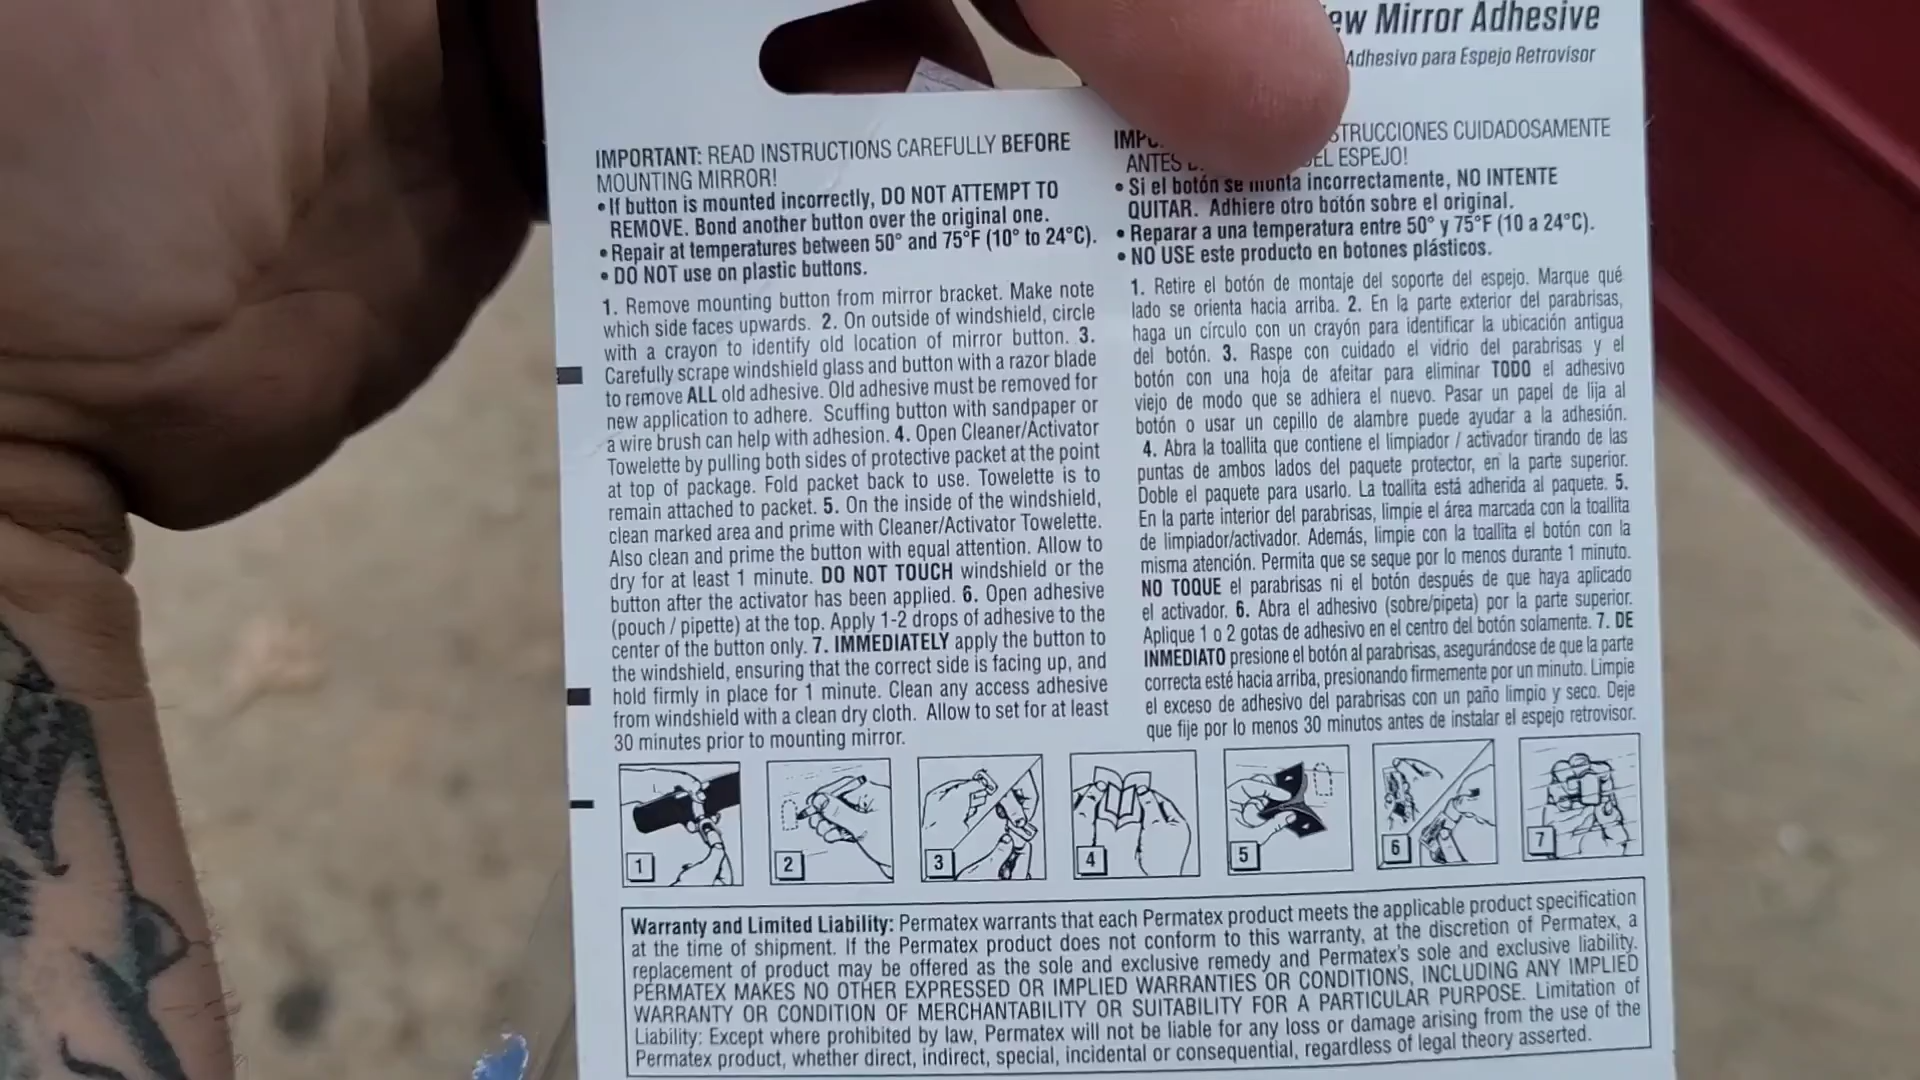 Mirror Adhesive
Adhesivo para Espejo Retrovisor
IMPORTANT: READ INSTRUCTIONS CAREFULLY BEFORE
MOUNTING MIRROR!
• If button is mounted incorrectly, DO NOT ATTEMPT TO
REMOVE. Bond another button over the original one.
• Repair at temperatures between 50° and 75°F (10° to 24°C).
• DO NOT use on plastic buttons.
1. Remove mounting button from mirror bracket. Make note
which side faces upwards. 2. On outside of windshield, circle
with a crayon to identify old location of mirror button. 3.
Carefully scrape windshield glass and button with a razor blade
to remove ALL old adhesive. Old adhesive must be removed for
new application to adhere. Scuffing button with sandpaper or
a wire brush can help with adhesion. 4. Open Cleaner/Activator
Towelette by pulling both sides of protective packet at the point
at top of package. Fold packet back to use. Towelette is to
remain attached to packet. 5. On the inside of the windshield,
clean marked area and prime with Cleaner/Activator Towelette.
Also clean and prime the button with equal attention. Allow to
dry for at least 1 minute. DO NOT TOUCH windshield or the
button after the activator has been applied. 6. Open adhesive
(pouch / pipette) at the top. Apply 1-2 drops of adhesive to the
center of the button only. 7. IMMEDIATELY apply the button to
the windshield, ensuring that the correct side is facing up, and
hold firmly in place for 1 minute. Clean any access adhesive
from windshield with a clean dry cloth. Allow to set for at least
30 minutes prior to mounting mirror.
CUIDADOSAMENTE
ANTES ESPEJO!
• Si el botón se monta incorrectamente, NO INTENTE
QUITAR. Adhiere otro botón sobre el original.
• Reparar a una temperatura entre 50° y 75°F (10 a 24°C).
• NO USE este producto en botones plásticos.
1. Retire el botón de montaje del soporte del espejo. Marque qué
lado se orienta hacia arriba. 2. En la parte exterior del parabrisas,
haga un círculo con un crayón para identificar la ubicación antigua
del botón. 3. Raspe con cuidado el vidrio del parabrisas y el
botón con una hoja de afeitar para eliminar TODO el adhesivo
viejo de modo que se adhiera el nuevo. Pasar un papel de lija al
botón o usar un cepillo de alambre puede ayudar a la adhesión.
4. Abra la toallita que contiene el limpiador / activador tirando de las
puntas de ambos lados del paquete protector, en la parte superior.
Doble el paquete para usarlo. La toallita está adherida al paquete. 5.
En la parte interior del parabrisas, limpie el área marcada con la toallita
de limpiador/activador. Además, limpie con la toallita el botón con la
misma atención. Permita que se seque por lo menos durante 1 minuto.
NO TOQUE el parabrisas ni el botón después de que haya aplicado
el activador. 6. Abra el adhesivo (sobre/pipeta) por la parte superior.
Aplique 1 o 2 gotas de adhesivo en el centro del botón solamente. 7. DE
INMEDIATO presione el botón al parabrisas, asegurándose de que la parte
correcta esté hacia arriba, presionando firmemente por un minuto. Limpie
el exceso de adhesivo del parabrisas con un paño limpio y seco. Deje
que fije por lo menos 30 minutos antes de instalar el espejo retrovisor.
1
2
3
4
5
6
7
Warranty and Limited Liability: Permatex warrants that each Permatex product meets the applicable product specification
at the time of shipment. If the Permatex product does not conform to this warranty, at the discretion of Permatex, a
replacement of product may be offered as the sole and exclusive remedy and Permatex's sole and exclusive liability.
PERMATEX MAKES NO OTHER EXPRESSED OR IMPLIED WARRANTIES OR CONDITIONS, INCLUDING ANY IMPLIED
WARRANTY OR CONDITION OF MERCHANTABILITY OR SUITABILITY FOR A PARTICULAR PURPOSE. Limitation of
Liability: Except where prohibited by law, Permatex will not be liable for any loss or damage arising from the use of the
Permatex product, whether direct, indirect, special, incidental or consequential, regardless of legal theory asserted.